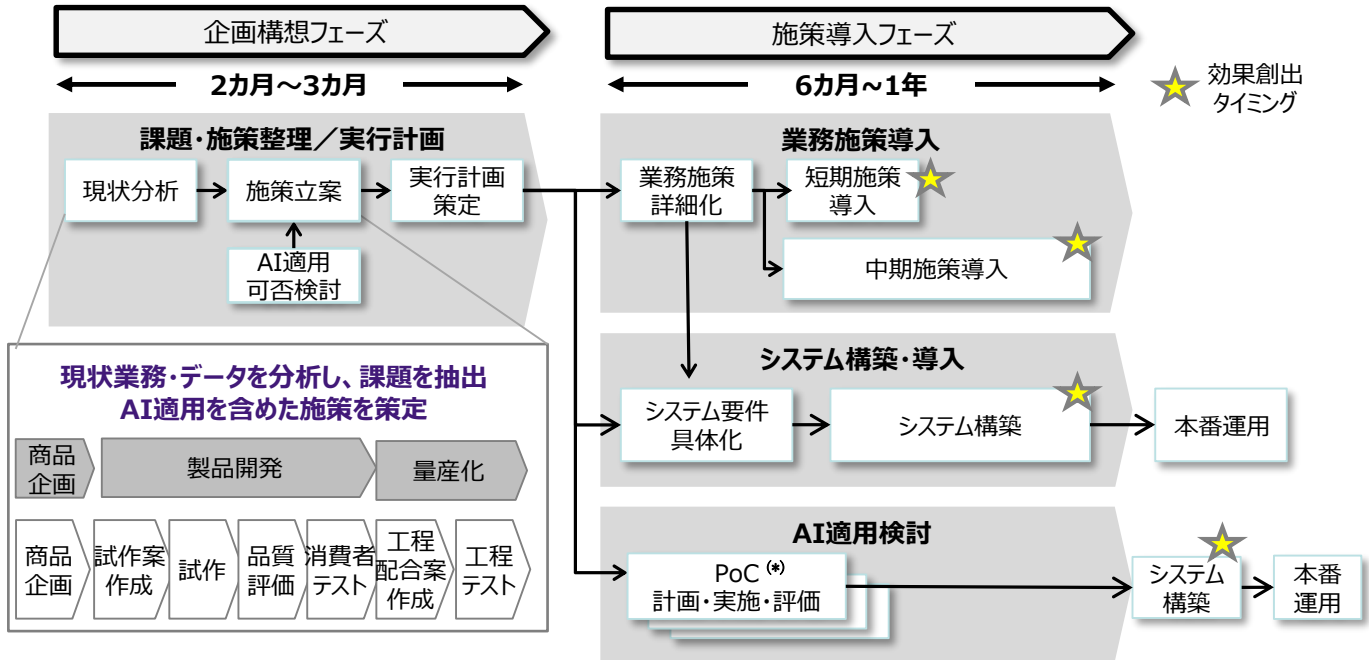 企画構想フェーズ
施策導入フェーズ
2カ月～3カ月
6カ月~1年
効果創出
タイミング
課題・施策整理／実行計画
現状分析
施策立案
実行計画
策定
AI適用
可否検討
業務施策導入
業務施策
詳細化
短期施策
導入
中期施策導入
現状業務・データを分析し、課題を抽出
AI適用を含めた施策を策定
商品
企画
製品開発
量産化
商品
企画
試作案
作成
試作
品質
評価
消費者
テスト
工程
配合案
作成
工程
テスト
システム構築・導入
システム要件
具体化
システム構築
本番運用
AI適用検討
PoC (*)
計画・実施・評価
システム
構築
本番
運用